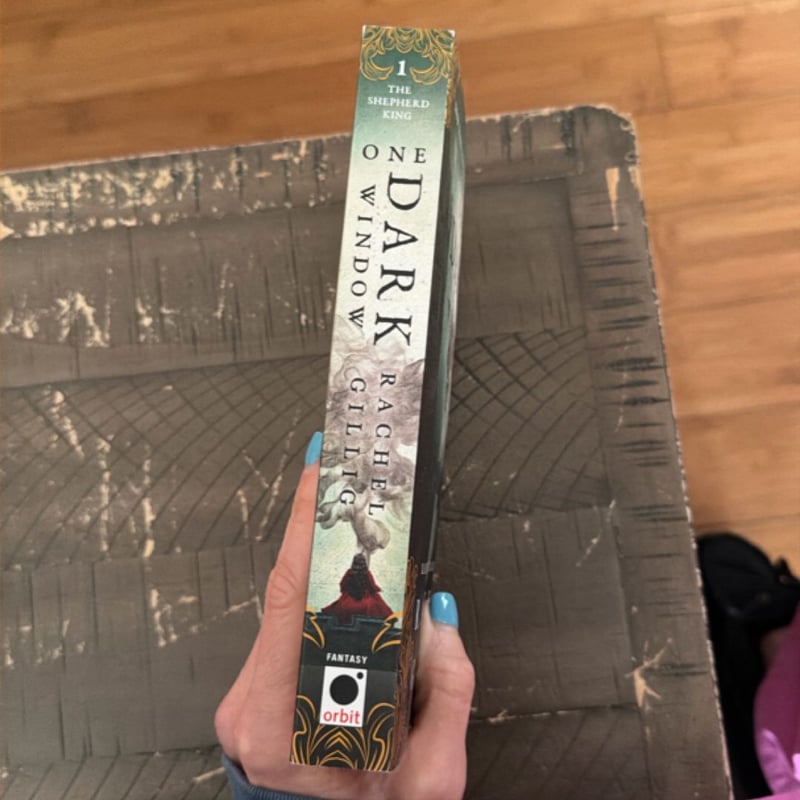 1
THE
SHEPHERD
KING
ONE
DARK
WINDOW
RACHEL
GILLIG
FANTASY
orbit